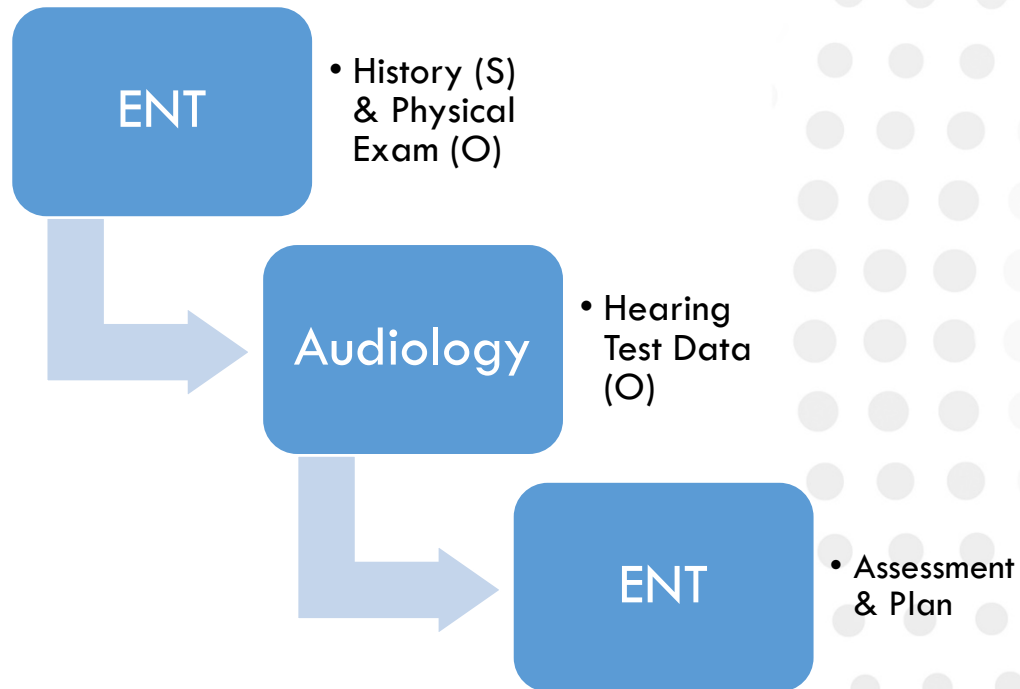 ENT
• History (S)
& Physical
Exam (O)
Audiology
• Hearing
Test Data
(O)
ENT
• Assessment
& Plan